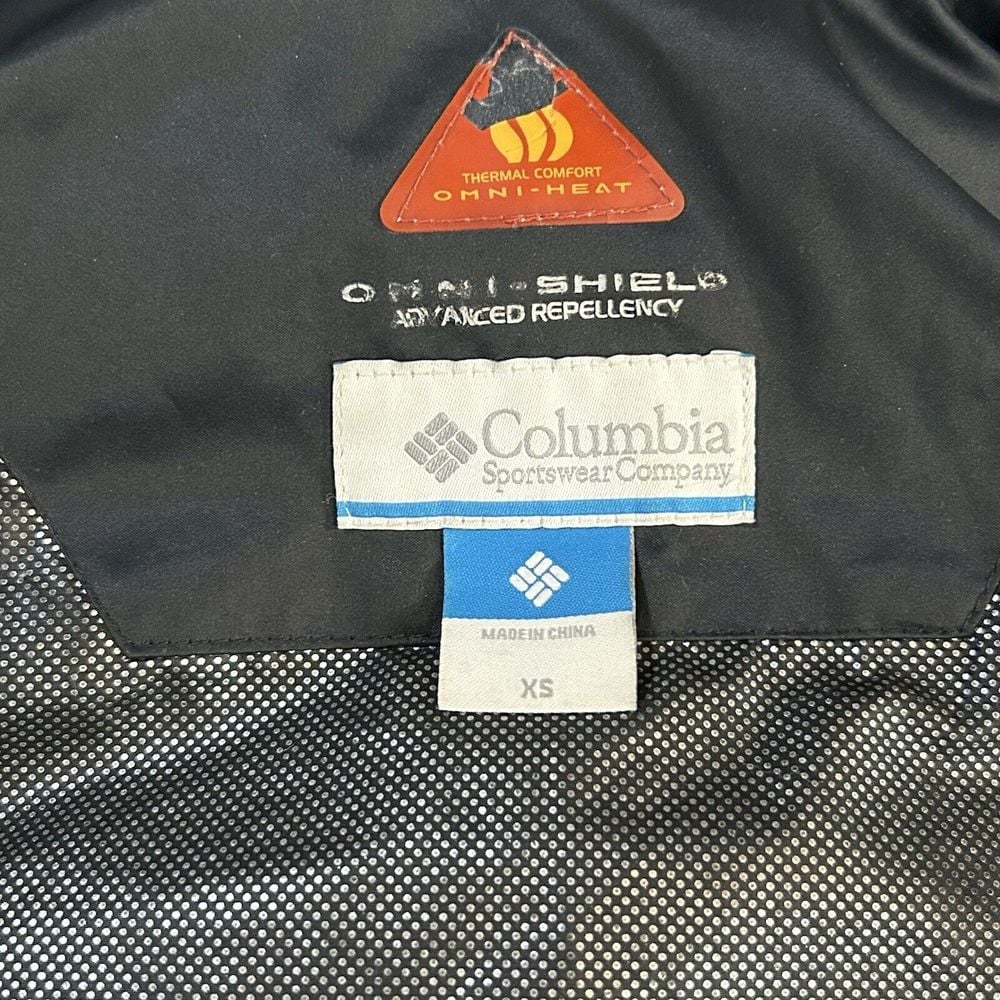 THERMAL COMFORT
OMNI-HEAT
OMNI-SHIELD
ADVANCED REPELLENCY
Columbia
Sportswear Company
MADE IN CHINA
XS